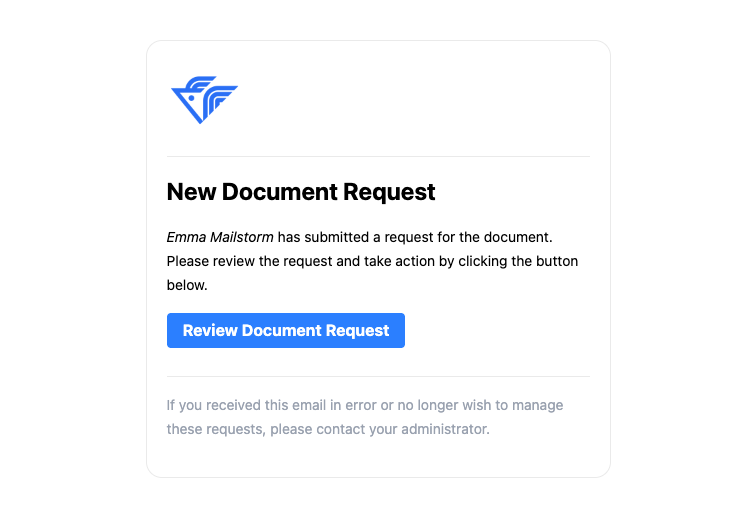 New Document Request
Emma Mailstorm has submitted a request for the document.
Please review the request and take action by clicking the button
below.
Review Document Request
If you received this email in error or no longer wish to manage
these requests, please contact your administrator.